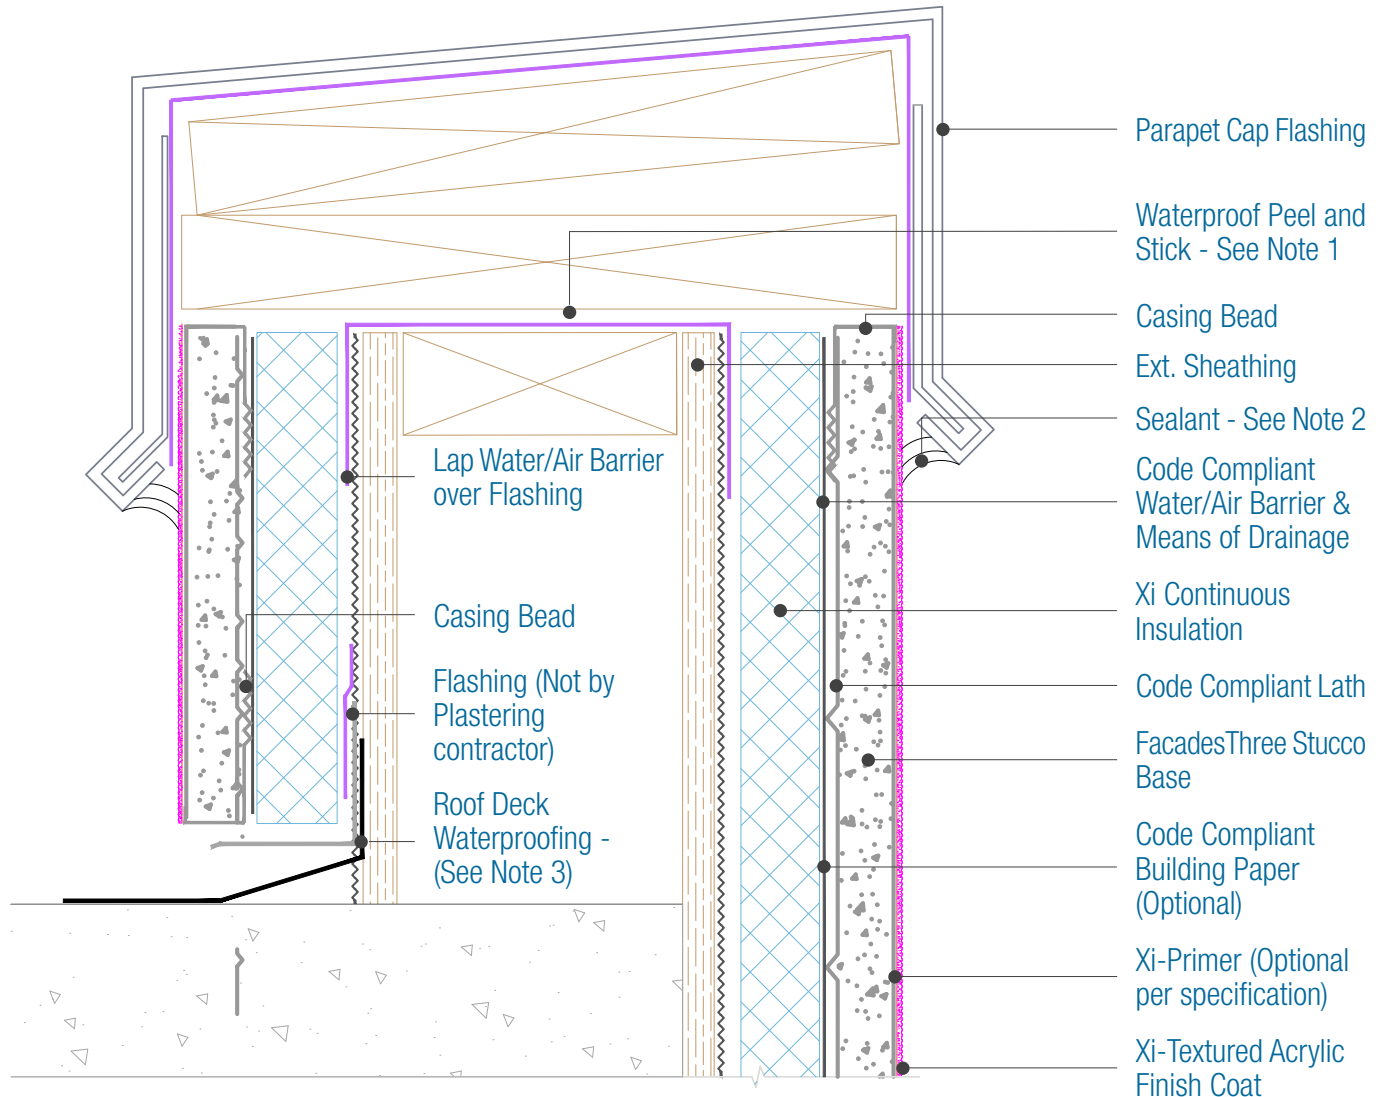 Parapet Cap Flashing
Waterproof Peel and
Stick - See Note 1
Casing Bead
Ext. Sheathing
Sealant - See Note 2
Code Compliant
Water/Air Barrier &
Means of Drainage
Xi Continuous
Insulation
Code Compliant Lath
FacadesThree Stucco
Base
Code Compliant
Building Paper
(Optional)
Xi-Primer (Optional
per specification)
Xi-Textured Acrylic
Finish Coat
Lap Water/Air Barrier
over Flashing
Casing Bead
Flashing (Not by
Plastering
contractor)
Roof Deck
Waterproofing -
(See Note 3)